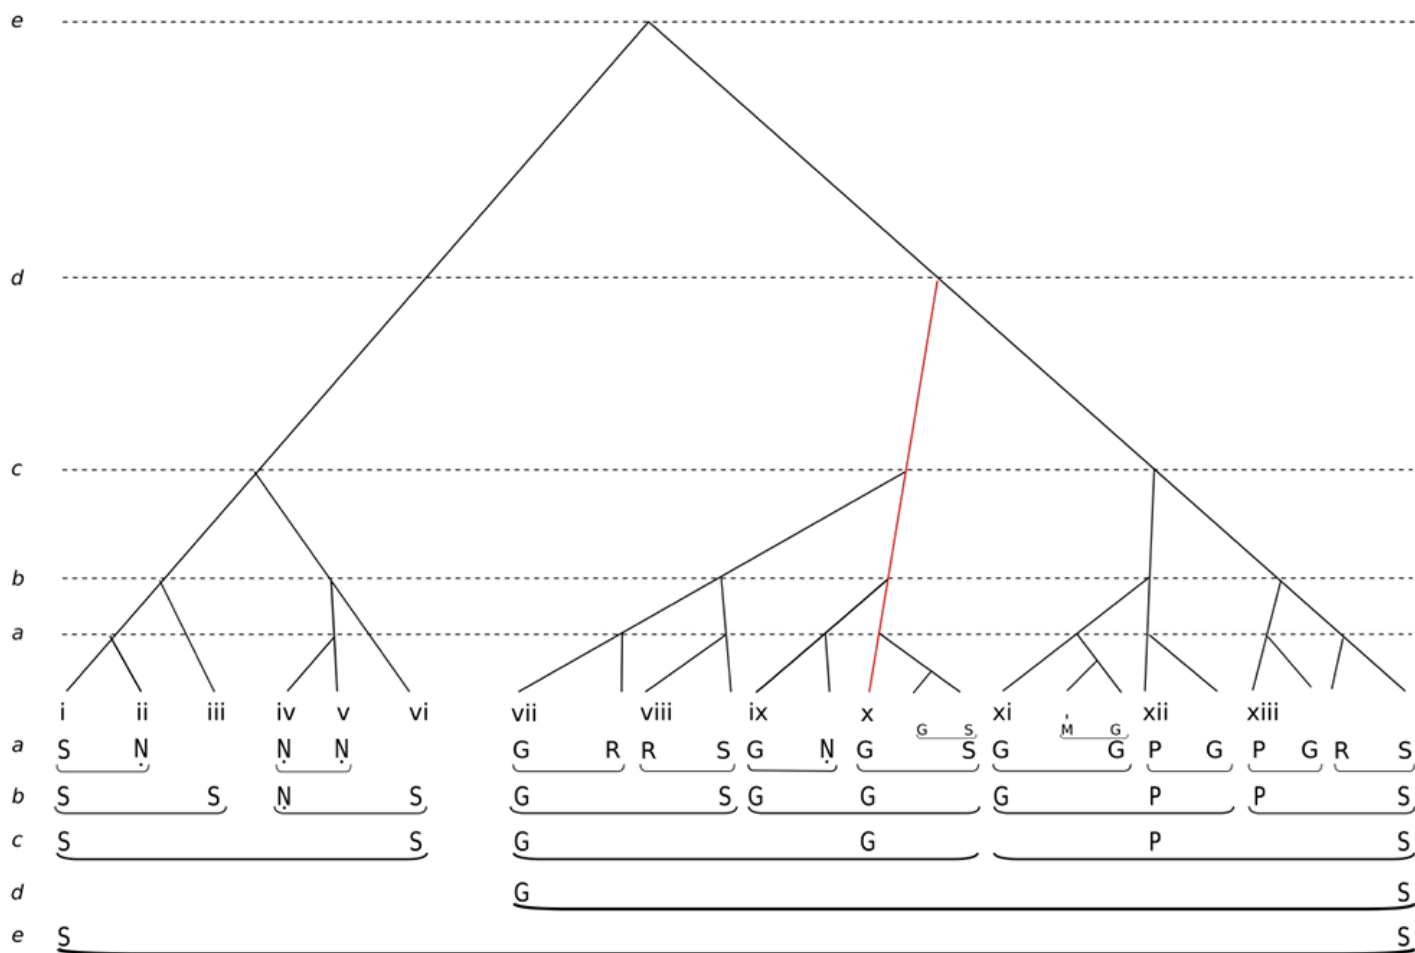 e
d
c
b
a
i ii iii iv v vi vii viii ix x xi xii xiii
G S Ṁ G
a S Ṇ Ṇ Ṇ G R R S G Ṇ G S G G P G P G R S
b S S Ṇ S G S G G G P P S
c S S G G P S
d G S
e S S